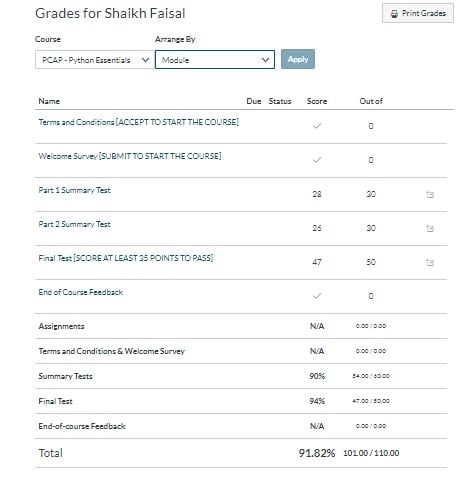 Grades for Shaikh Faisal
Print Grades
Course Arrange By
PCAP - Python Essentials Module Apply
Name Due Status Score Out of
Terms and Conditions [ACCEPT TO START THE COURSE] 0
Welcome Survey [SUBMIT TO START THE COURSE] 0
Part 1 Summary Test 28 30
Part 2 Summary Test 26 30
Final Test [SCORE AT LEAST 35 POINTS TO PASS] 47 50
End of Course Feedback 0
Assignments N/A 0.00 / 0.00
Terms and Conditions & Welcome Survey N/A 0.00 / 0.00
Summary Tests 90% 54.00 / 60.00
Final Test 94% 47.00 / 50.00
End-of-course Feedback N/A 0.00 / 0.00
Total 91.82% 101.00 / 110.00